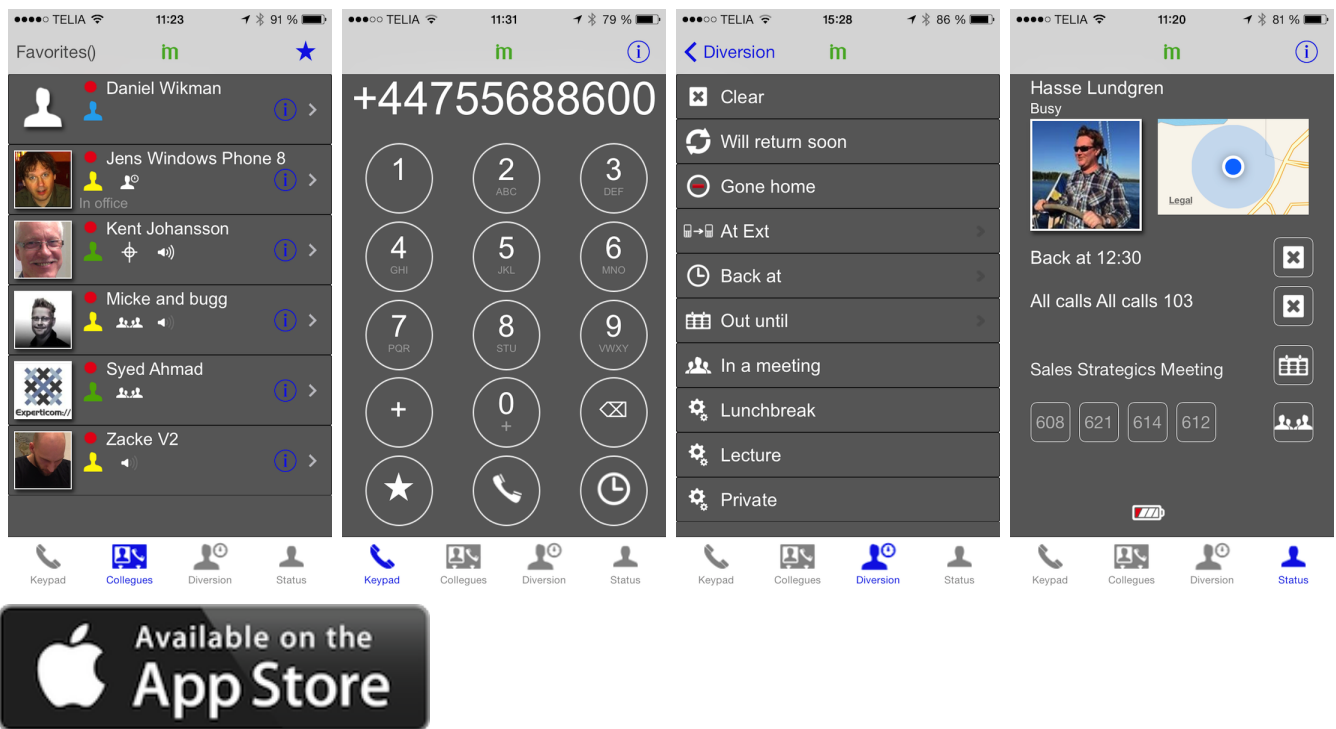 TELIA 11:23 91 %
Favorites() im
Daniel Wikman
Jens Windows Phone 8
In office
Kent Johansson
Micke and bugg
Syed Ahmad
Experticom://
Zacke V2
Keypad Collegues Diversion Status
TELIA 11:31 79 %
im
+44755688600
1 2 3
ABC DEF
4 5 6
GHI JKL MNO
7 8 9
PQR STU VWXY
+ 0
+
Keypad Collegues Diversion Status
TELIA 15:28 86 %
Diversion im
Clear
Will return soon
Gone home
At Ext
Back at
Out until
In a meeting
Lunchbreak
Lecture
Private
Keypad Collegues Diversion Status
TELIA 11:20 81 %
im
Hasse Lundgren
Busy
Legal
Back at 12:30
All calls All calls 103
Sales Strategics Meeting
608 621 614 612
Keypad Collegues Diversion Status
Available on the
App Store